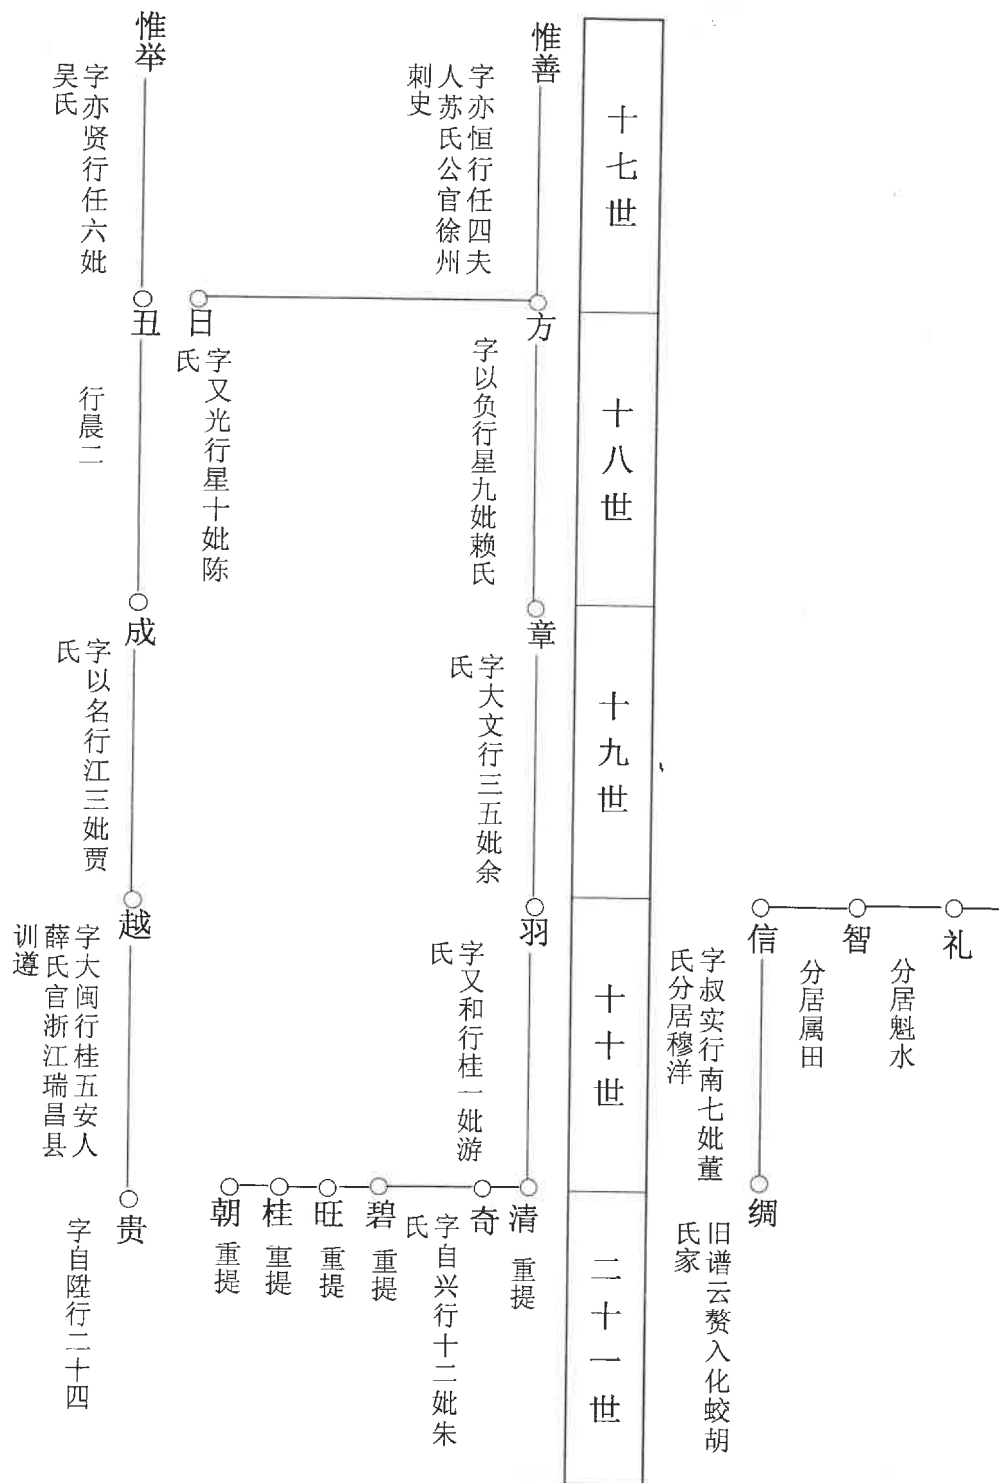 礼
分居魁水
智
分居属田
信
字叔实行南七妣董
氏分居穆洋
绸
旧谱云赘入化蛟胡
氏家
十七世
十八世
十九世
十十世
二十一世
惟善
字亦恒行任四夫
人苏氏公官徐州
刺史
方
字以负行星九妣赖氏
章
字大文行三五妣余
氏
羽
字又和行桂一妣游
氏
清
重提
奇
字自兴行十二妣朱
氏
碧
重提
旺
重提
桂
重提
朝
重提
日
字又光行星十妣陈
氏
惟举
字亦贤行任六妣
吴氏
丑
行晨二
成
字以名行江三妣贾
氏
越
字大闽行桂五安人
薛氏官浙江瑞昌县
训遵
贵
字自陞行二十四